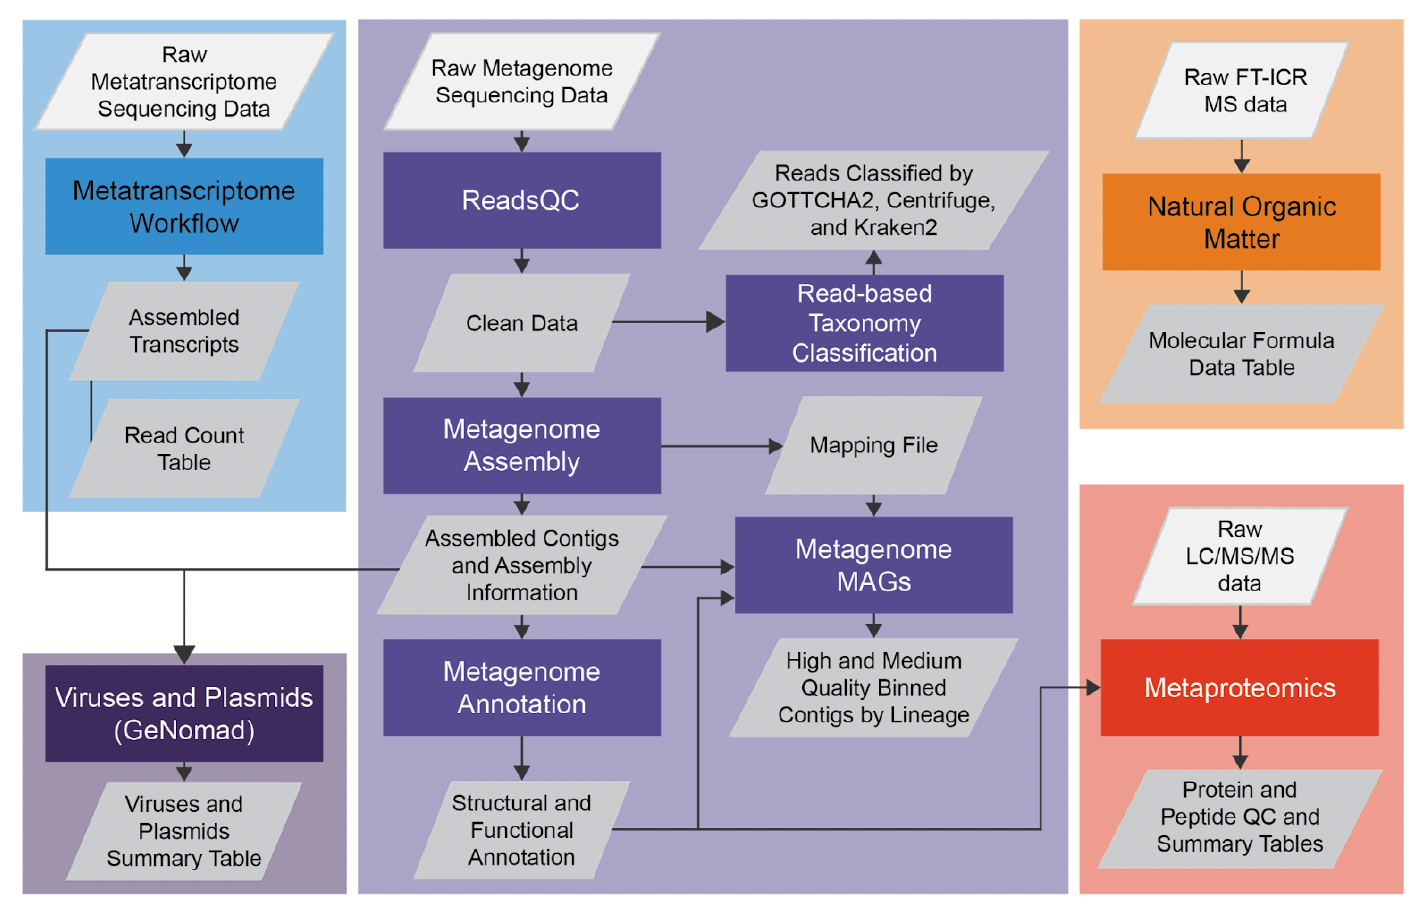 Raw
Metatranscriptome
Sequencing Data
Metatranscriptome
Workflow
Assembled
Transcripts
Read Count
Table
Viruses and Plasmids
(GeNomad)
Viruses and
Plasmids
Summary Table
Raw Metagenome
Sequencing Data
ReadsQC
Clean Data
Reads Classified by
GOTTCHA2, Centrifuge,
and Kraken2
Read-based
Taxonomy
Classification
Metagenome
Assembly
Mapping File
Assembled Contigs
and Assembly
Information
Metagenome
MAGs
Metagenome
Annotation
High and Medium
Quality Binned
Contigs by Lineage
Structural and
Functional
Annotation
Raw FT-ICR
MS data
Natural Organic
Matter
Molecular Formula
Data Table
Raw
LC/MS/MS
data
Metaproteomics
Protein and
Peptide QC and
Summary Tables